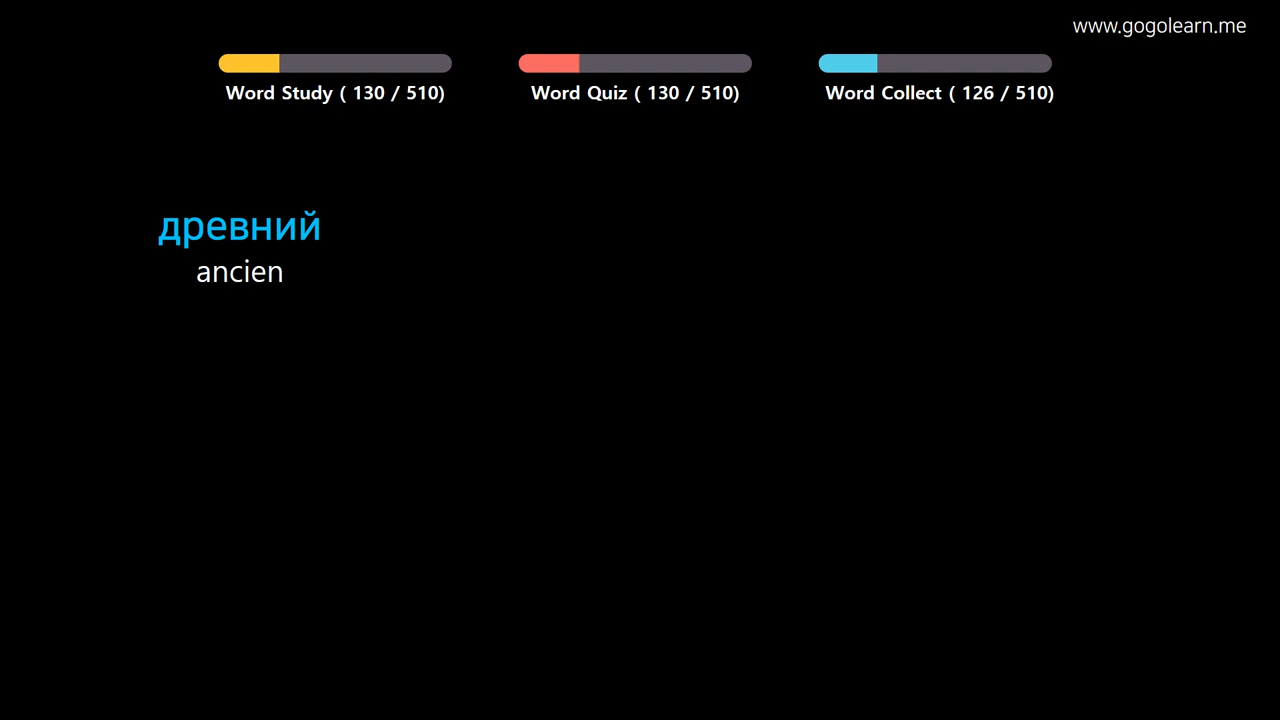 www.gogolearn.me
Word Study ( 130 / 510)
Word Quiz ( 130 / 510)
Word Collect ( 126 / 510)
древний
ancien